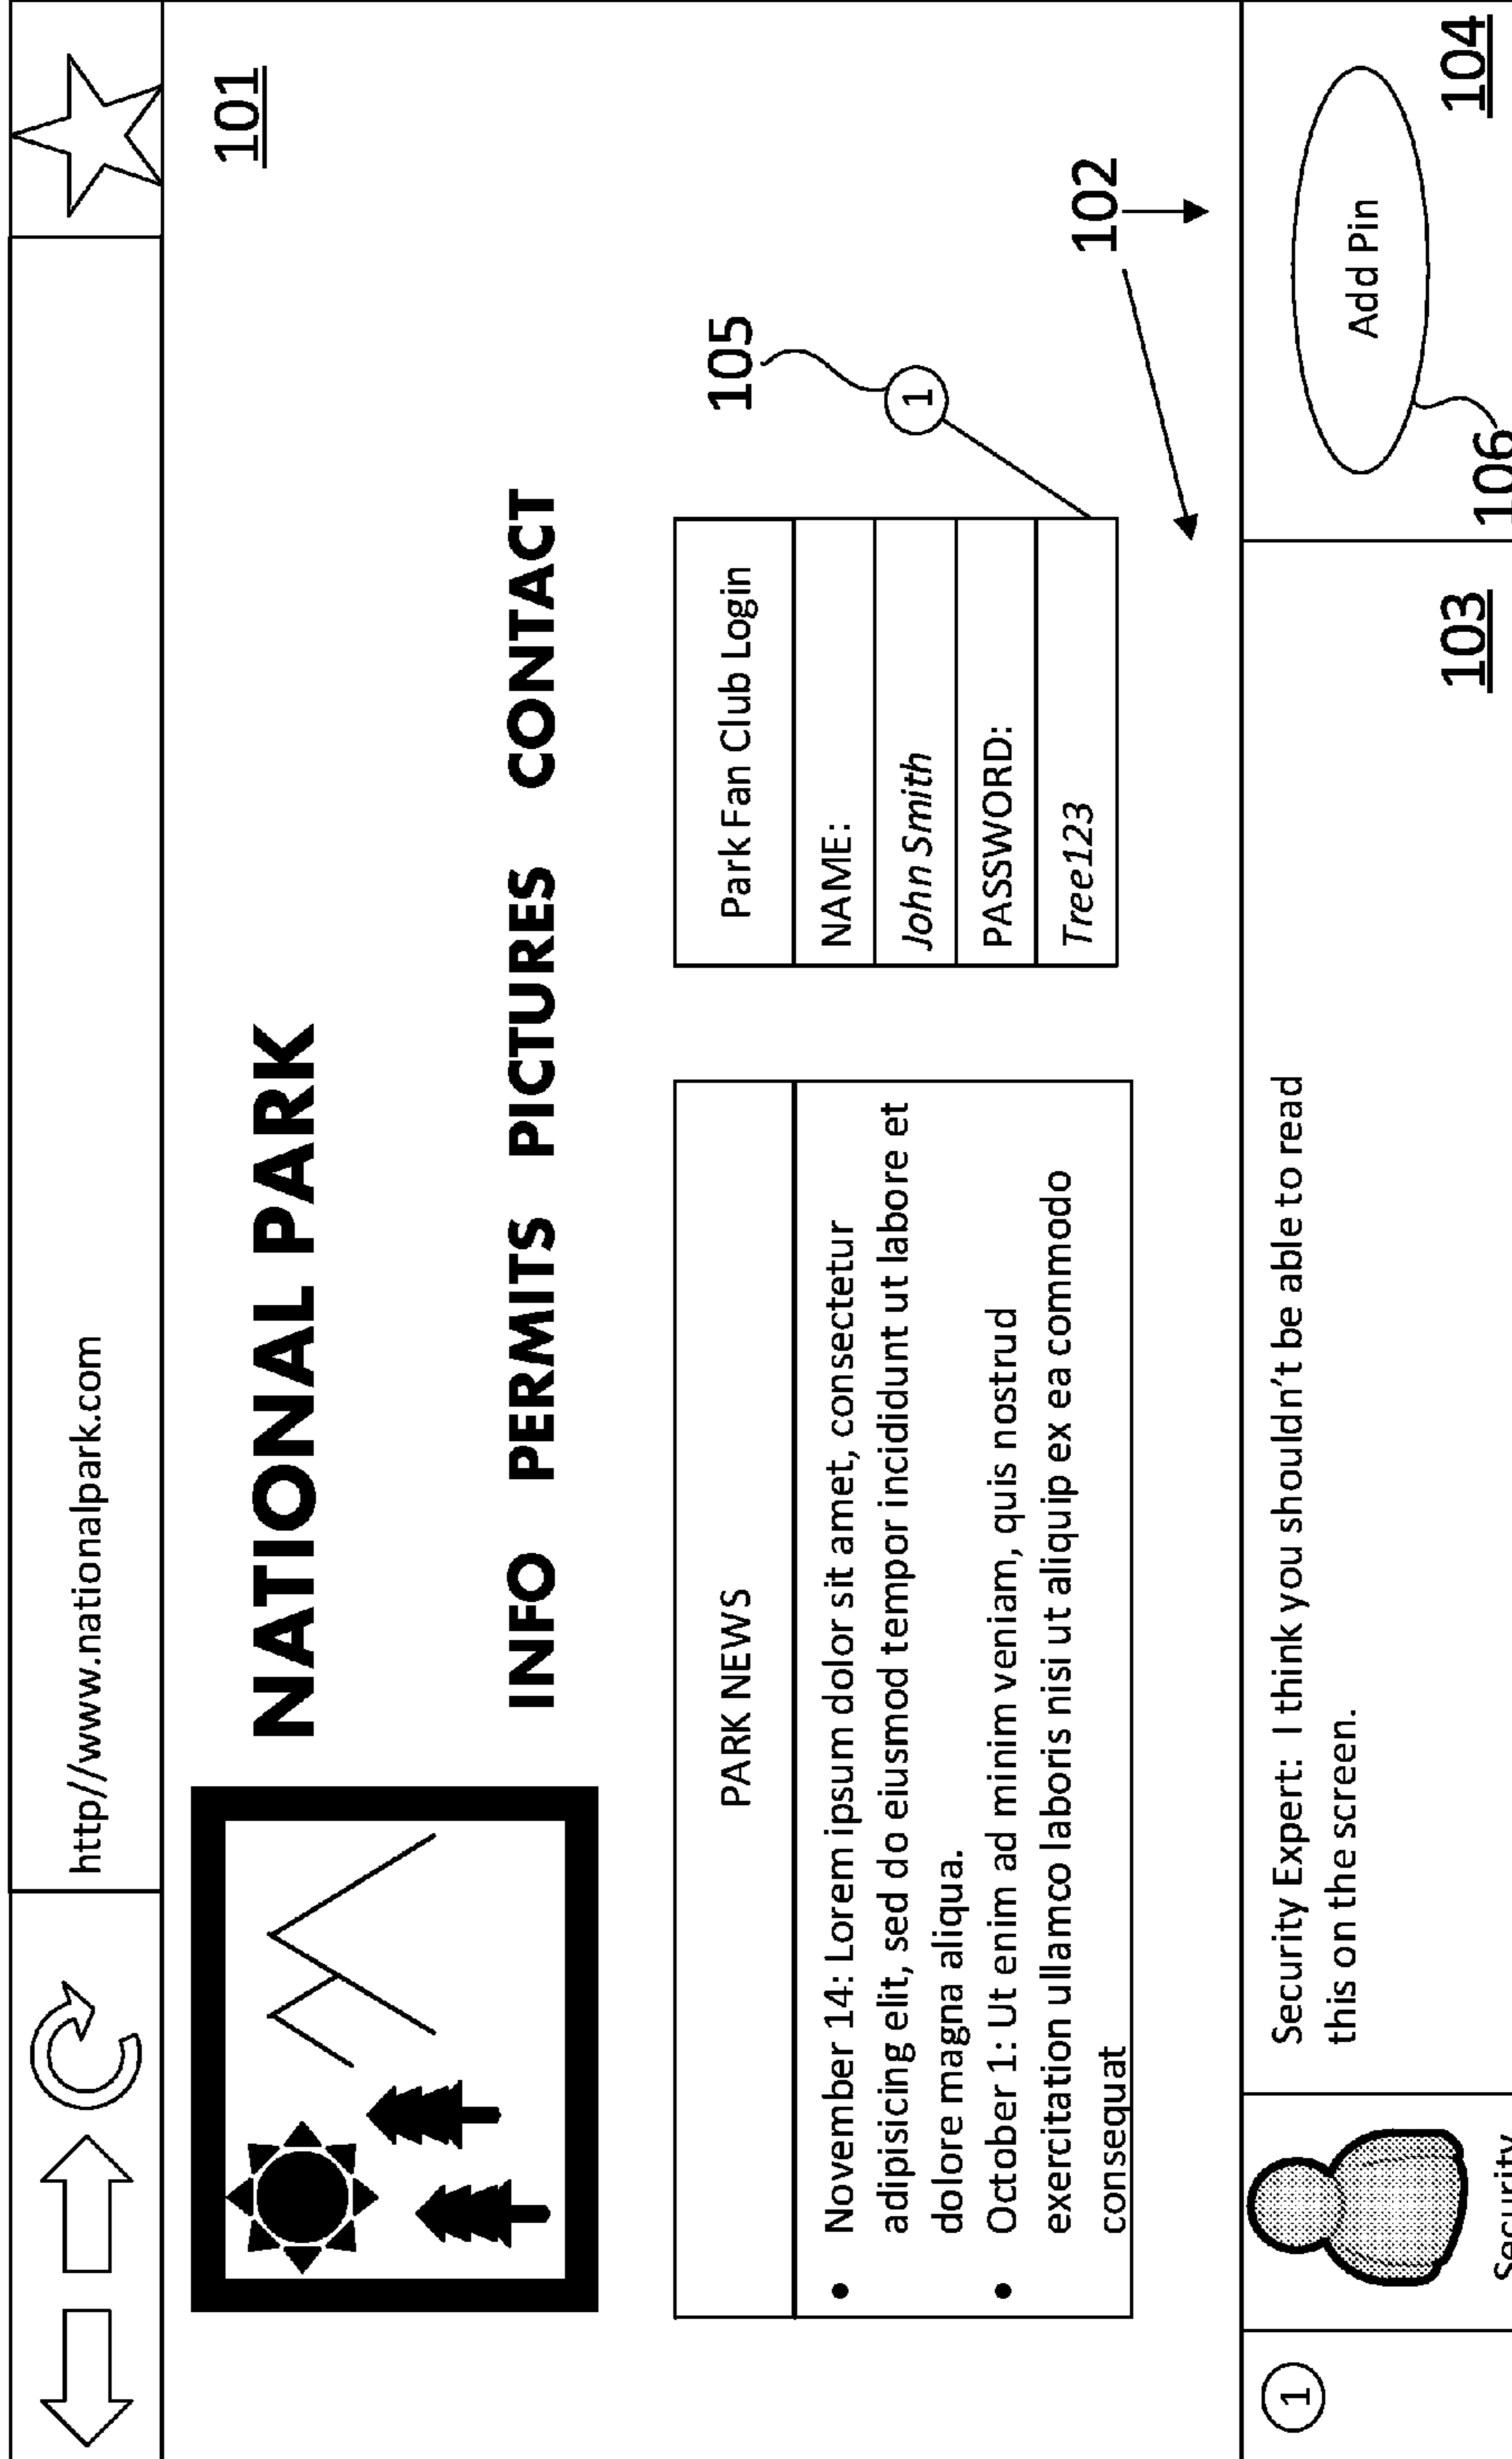 http//www.nationalpark.com
101
NATIONAL PARK
INFO PERMITS PICTURES CONTACT
PARK NEWS
• November 14: Lorem ipsum dolor sit amet, consectetur
adipisicing elit, sed do eiusmod tempor incididunt ut labore et
dolore magna aliqua.
• October 1: Ut enim ad minim veniam, quis nostrud
exercitation ullamco laboris nisi ut aliquip ex ea commodo
consequat
Park Fan Club Login
NAME:
John Smith
PASSWORD:
Tree123
105
1
102
1
Security
Security Expert: I think you shouldn't be able to read
this on the screen.
103
Add Pin
104
106